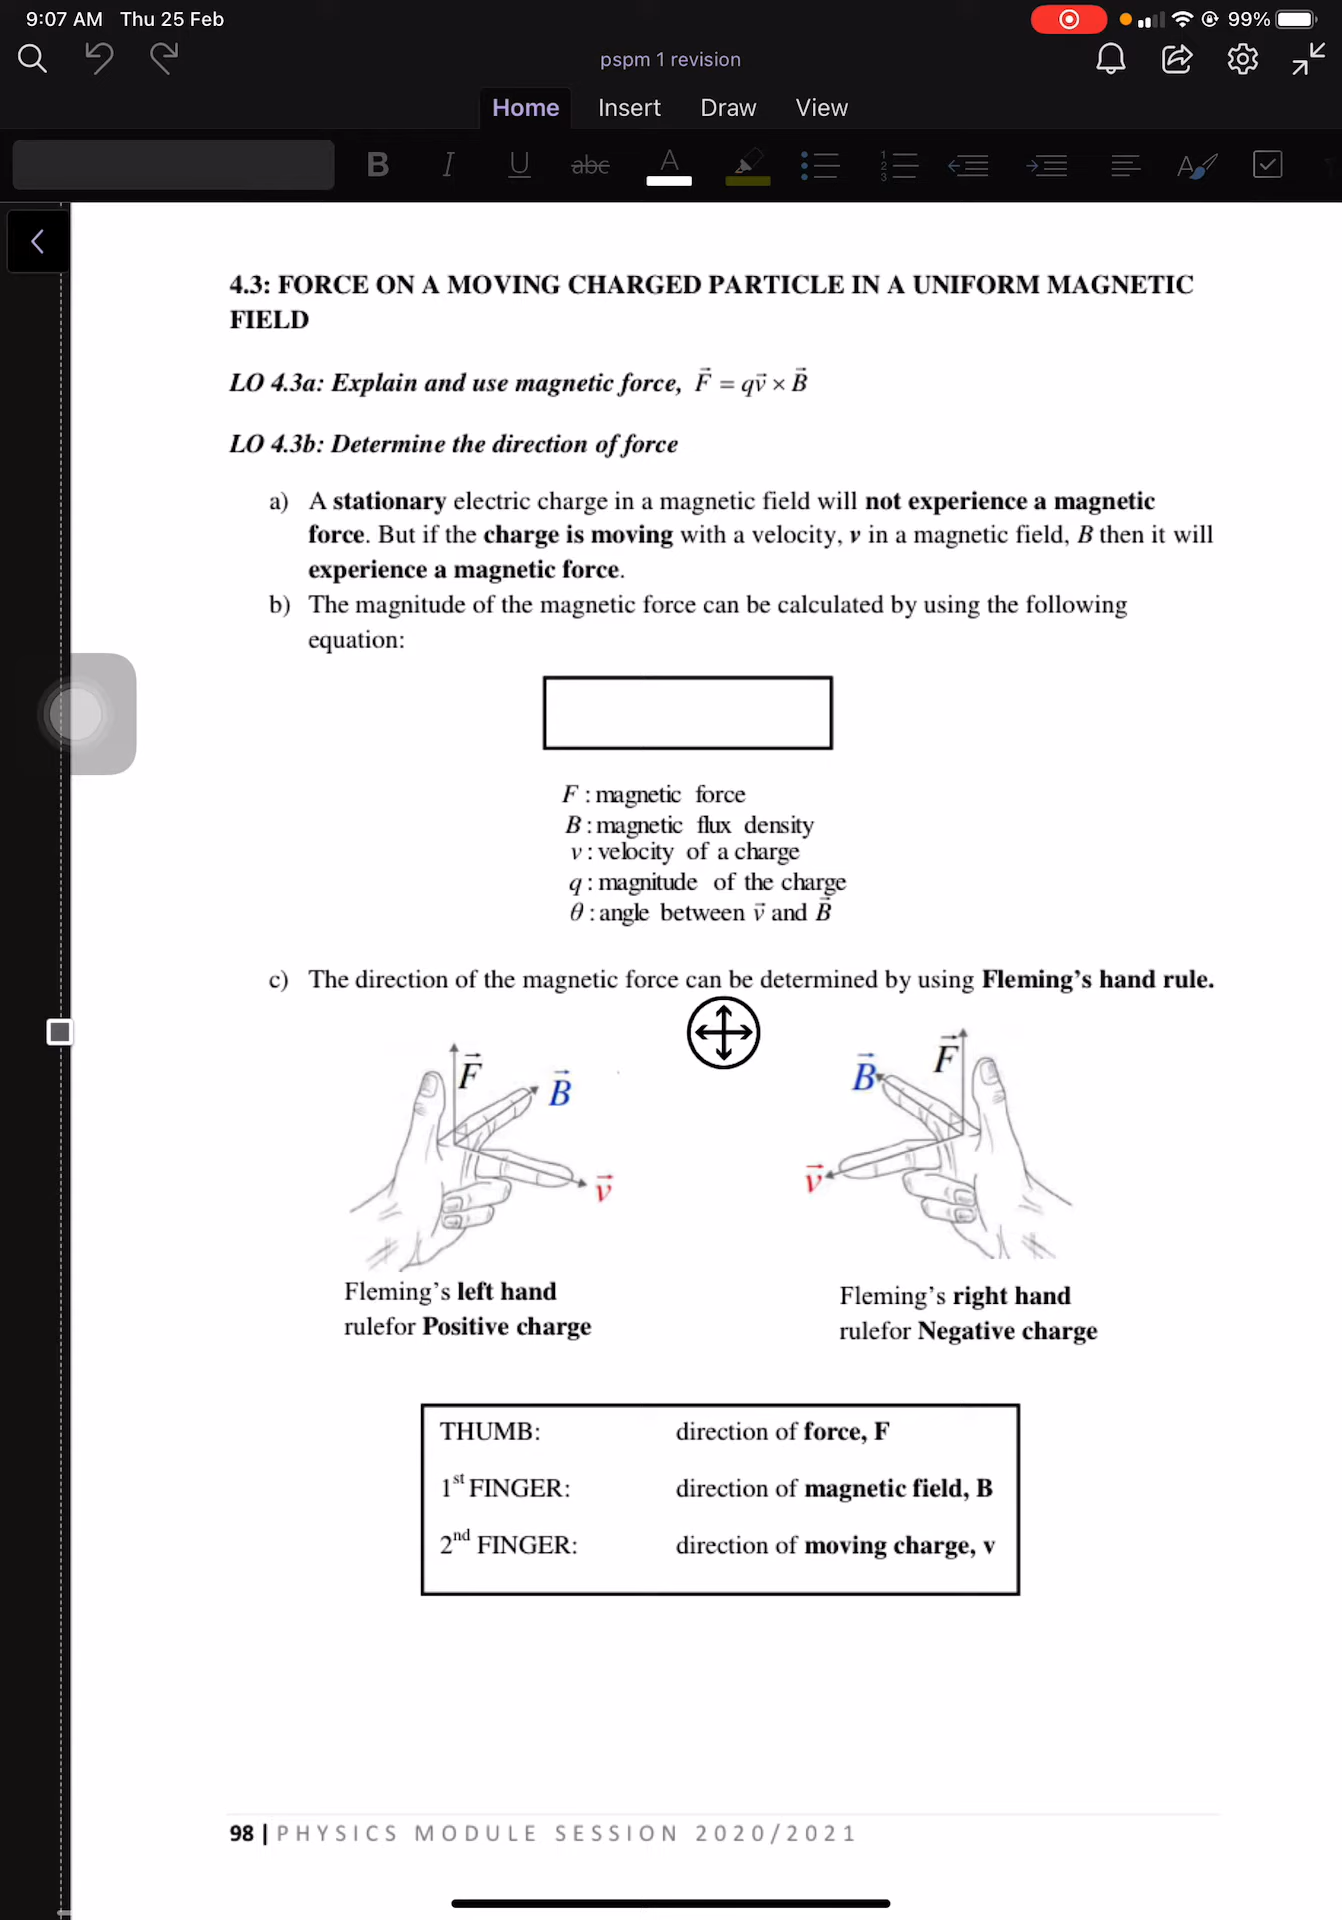 9:07 AM Thu 25 Feb
99%
pspm 1 revision
Home Insert Draw View
B I U abc A
4.3: FORCE ON A MOVING CHARGED PARTICLE IN A UNIFORM MAGNETIC
FIELD
LO 4.3a: Explain and use magnetic force, F⃗ = qv⃗ × B⃗
LO 4.3b: Determine the direction of force
a) A stationary electric charge in a magnetic field will not experience a magnetic
force. But if the charge is moving with a velocity, v in a magnetic field, B then it will
experience a magnetic force.
b) The magnitude of the magnetic force can be calculated by using the following
equation:
F : magnetic force
B : magnetic flux density
v : velocity of a charge
q : magnitude of the charge
θ : angle between v⃗ and B⃗
c) The direction of the magnetic force can be determined by using Fleming’s hand rule.
F⃗ B⃗ v⃗
B⃗ F⃗ v⃗
Fleming’s left hand
rulefor Positive charge
Fleming’s right hand
rulefor Negative charge
THUMB: direction of force, F
1st FINGER: direction of magnetic field, B
2nd FINGER: direction of moving charge, v
98 | PHYSICS MODULE SESSION 2020/2021